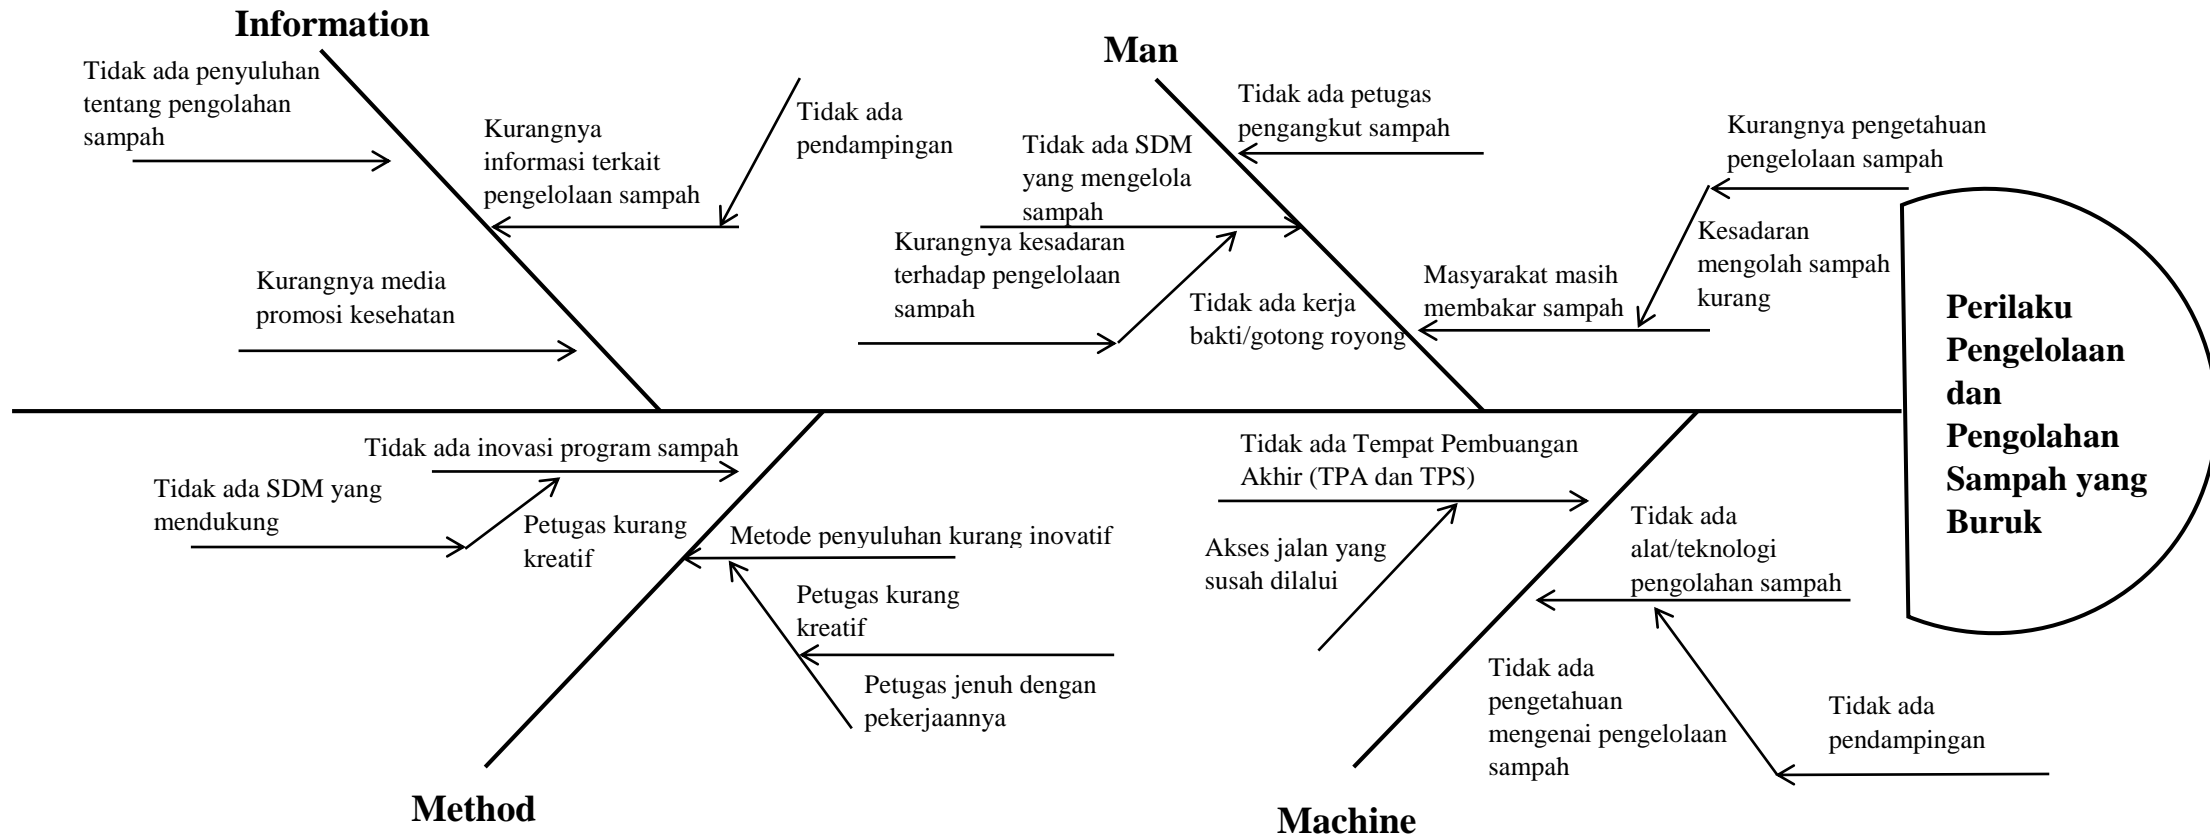 Information
Tidak ada penyuluhan
tentang pengolahan
sampah
Kurangnya
informasi terkait
pengelolaan sampah
Tidak ada
pendampingan
Kurangnya media
promosi kesehatan
Man
Tidak ada petugas
pengangkut sampah
Tidak ada SDM
yang mengelola
sampah
Kurangnya kesadaran
terhadap pengelolaan
sampah
Tidak ada kerja
bakti/gotong royong
Masyarakat masih
membakar sampah
Kurangnya pengetahuan
pengelolaan sampah
Kesadaran
mengolah sampah
kurang
Perilaku
Pengelolaan
dan
Pengolahan
Sampah yang
Buruk
Tidak ada inovasi program sampah
Tidak ada SDM yang
mendukung
Petugas kurang
kreatif
Metode penyuluhan kurang inovatif
Petugas kurang
kreatif
Petugas jenuh dengan
pekerjaannya
Method
Tidak ada Tempat Pembuangan
Akhir (TPA dan TPS)
Akses jalan yang
susah dilalui
Tidak ada
alat/teknologi
pengolahan sampah
Tidak ada
pengetahuan
mengenai pengelolaan
sampah
Tidak ada
pendampingan
Machine